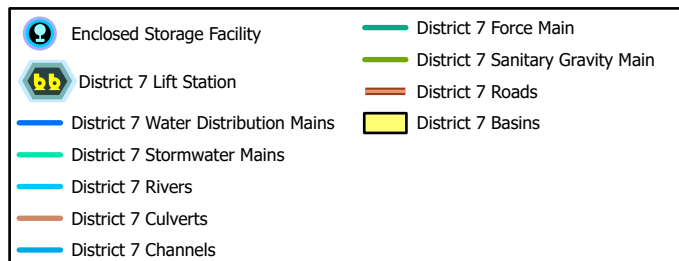 Enclosed Storage Facility
District 7 Lift Station
District 7 Water Distribution Mains
District 7 Stormwater Mains
District 7 Rivers
District 7 Culverts
District 7 Channels
District 7 Force Main
District 7 Sanitary Gravity Main
District 7 Roads
District 7 Basins